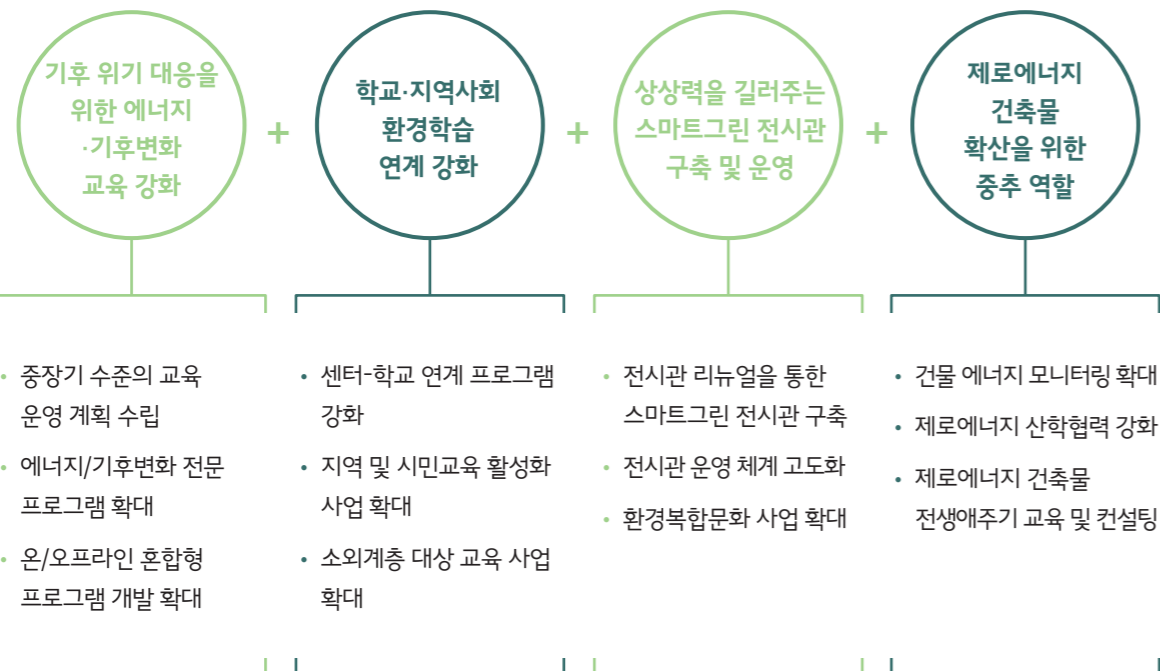 기후 위기 대응을
위한 에너지
·기후변화
교육 강화
+
학교·지역사회
환경학습
연계 강화
+
상상력을 길러주는
스마트그린 전시관
구축 및 운영
+
제로에너지
건축물
확산을 위한
중추 역할
• 중장기 수준의 교육
운영 계획 수립
• 에너지/기후변화 전문
프로그램 확대
• 온/오프라인 혼합형
프로그램 개발 확대
• 센터-학교 연계 프로그램
강화
• 지역 및 시민교육 활성화
사업 확대
• 소외계층 대상 교육 사업
확대
• 전시관 리뉴얼을 통한
스마트그린 전시관 구축
• 전시관 운영 체계 고도화
• 환경복합문화 사업 확대
• 건물 에너지 모니터링 확대
• 제로에너지 산학협력 강화
• 제로에너지 건축물
전생애주기 교육 및 컨설팅